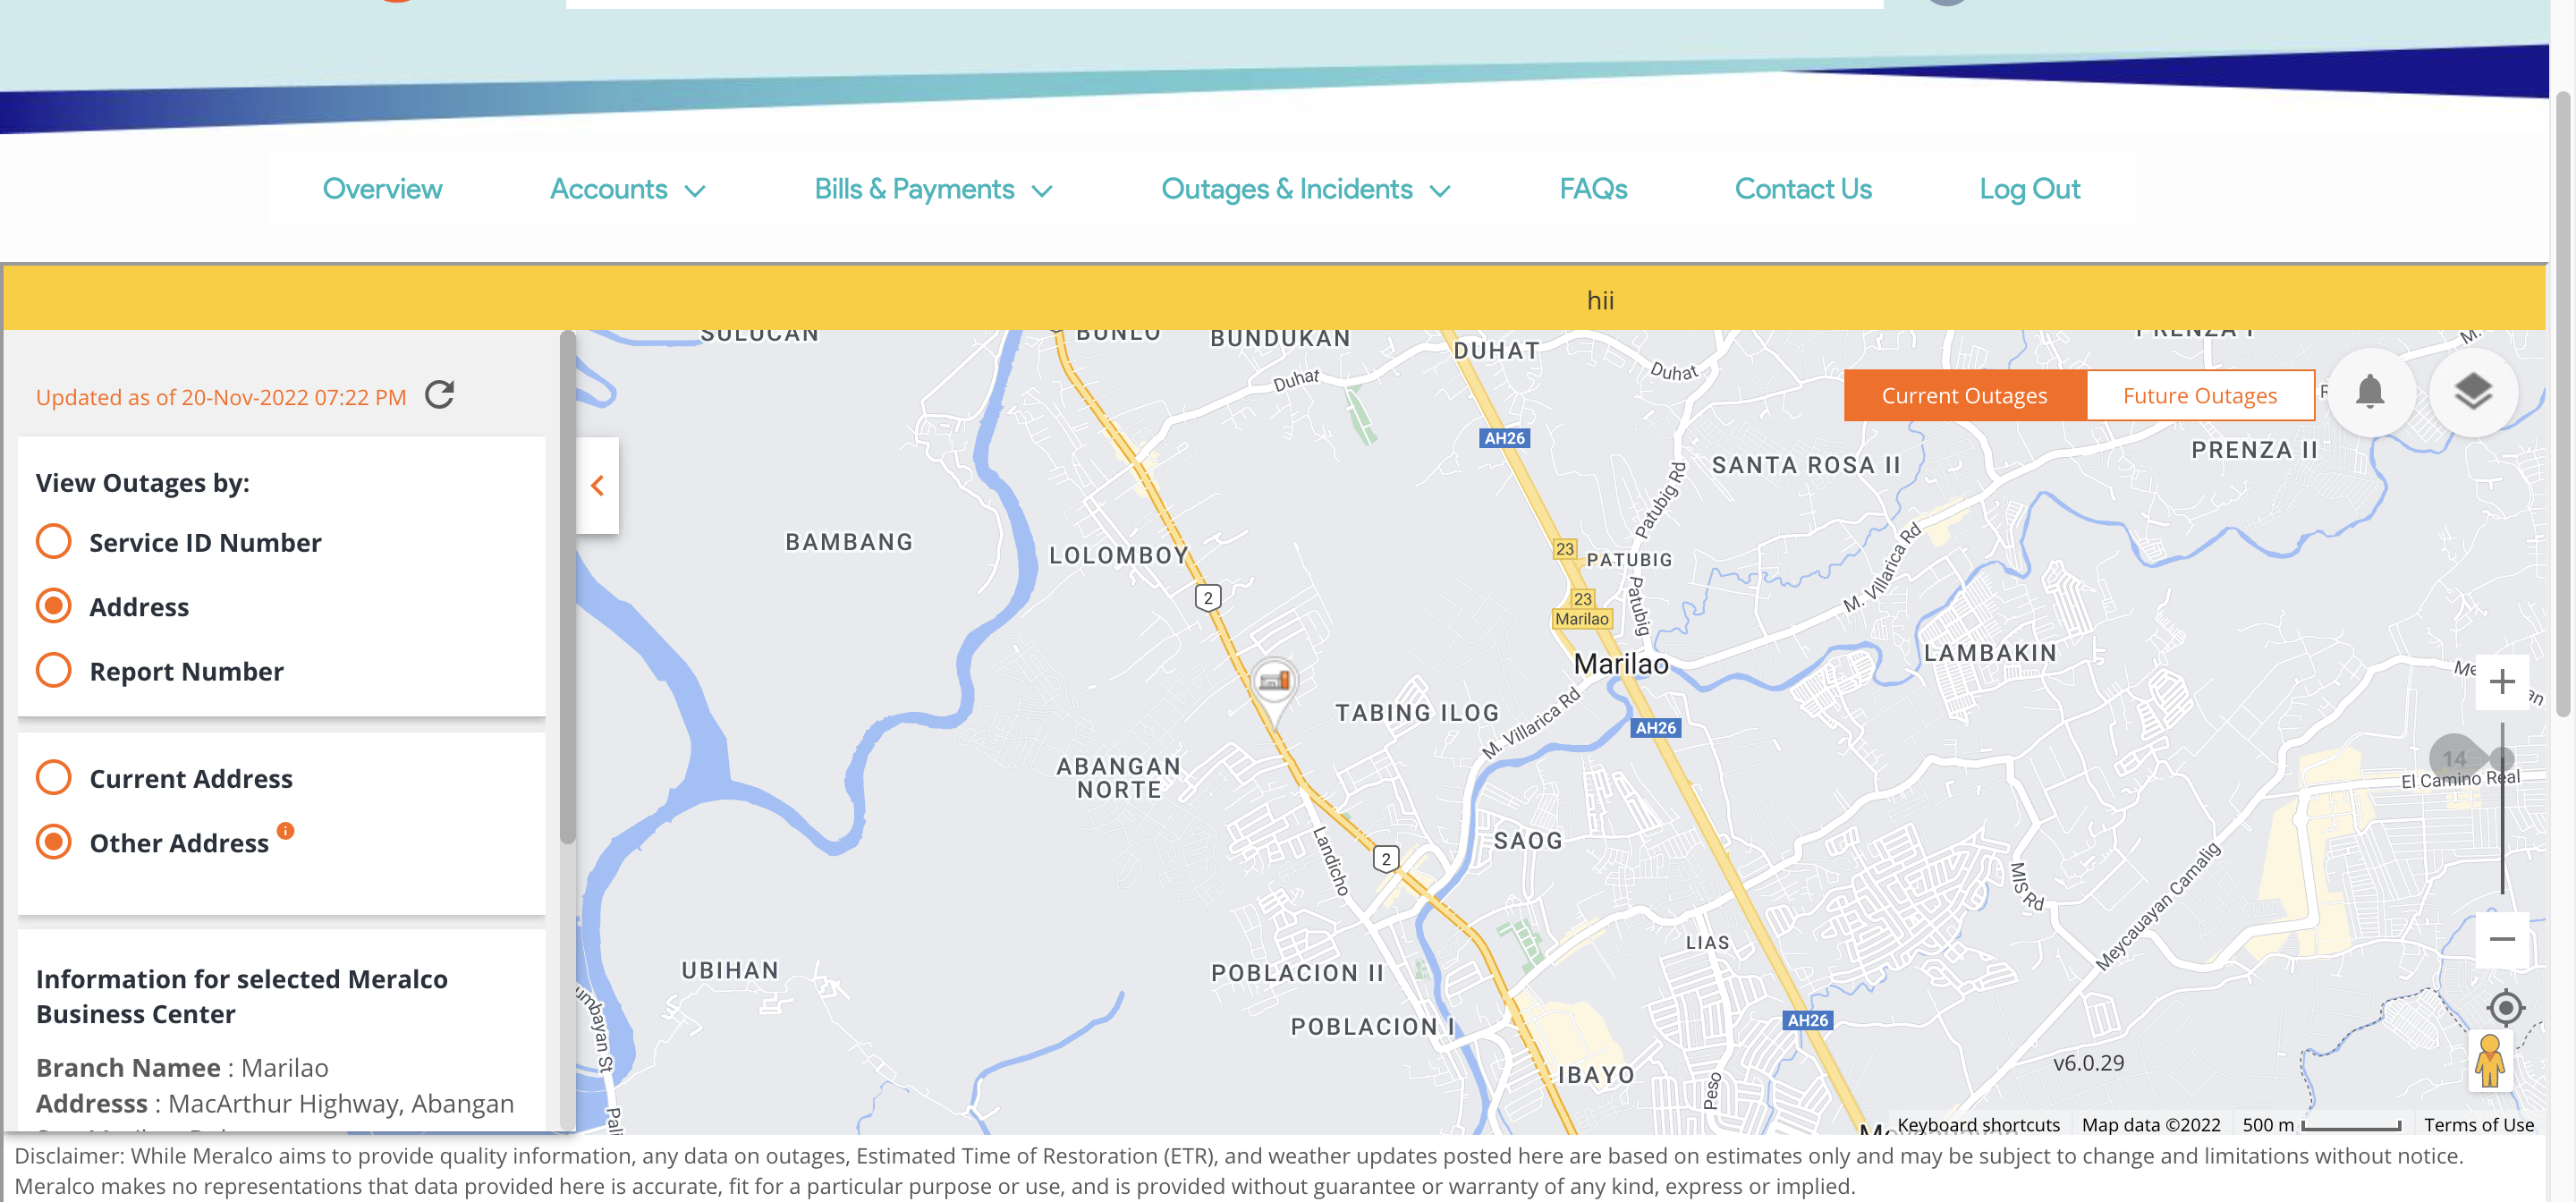 Overview Accounts Bills & Payments Outages & Incidents FAQs Contact Us Log Out
hii
Updated as of 20-Nov-2022 07:22 PM
View Outages by:
Service ID Number
Address
Report Number
Current Address
Other Address
i
Information for selected Meralco
Business Center
Branch Namee : Marilao
Addresss : MacArthur Highway, Abangan
Current Outages Future Outages
SULUCAN
BUNLO
BUNDUKAN
DUHAT
Duhat
Duhat
PRENZA I
PRENZA II
AH26
SANTA ROSA II
Patubig Rd
BAMBANG
LOLOMBOY
23
PATUBIG
M. Villarica Rd
2
23
Marilao
Patubig
Marilao
LAMBAKIN
TABING ILOG
M. Villarica Rd
AH26
ABANGAN
NORTE
14
El Camino Real
Landicho
2
SAOG
MIS Rd
Meycauayan Camalig
LIAS
UBIHAN
POBLACION II
POBLACION I
AH26
IBAYO
Peso
v6.0.29
Keyboard shortcuts Map data ©2022 500 m Terms of Use
Disclaimer: While Meralco aims to provide quality information, any data on outages, Estimated Time of Restoration (ETR), and weather updates posted here are based on estimates only and may be subject to change and limitations without notice.
Meralco makes no representations that data provided here is accurate, fit for a particular purpose or use, and is provided without guarantee or warranty of any kind, express or implied.